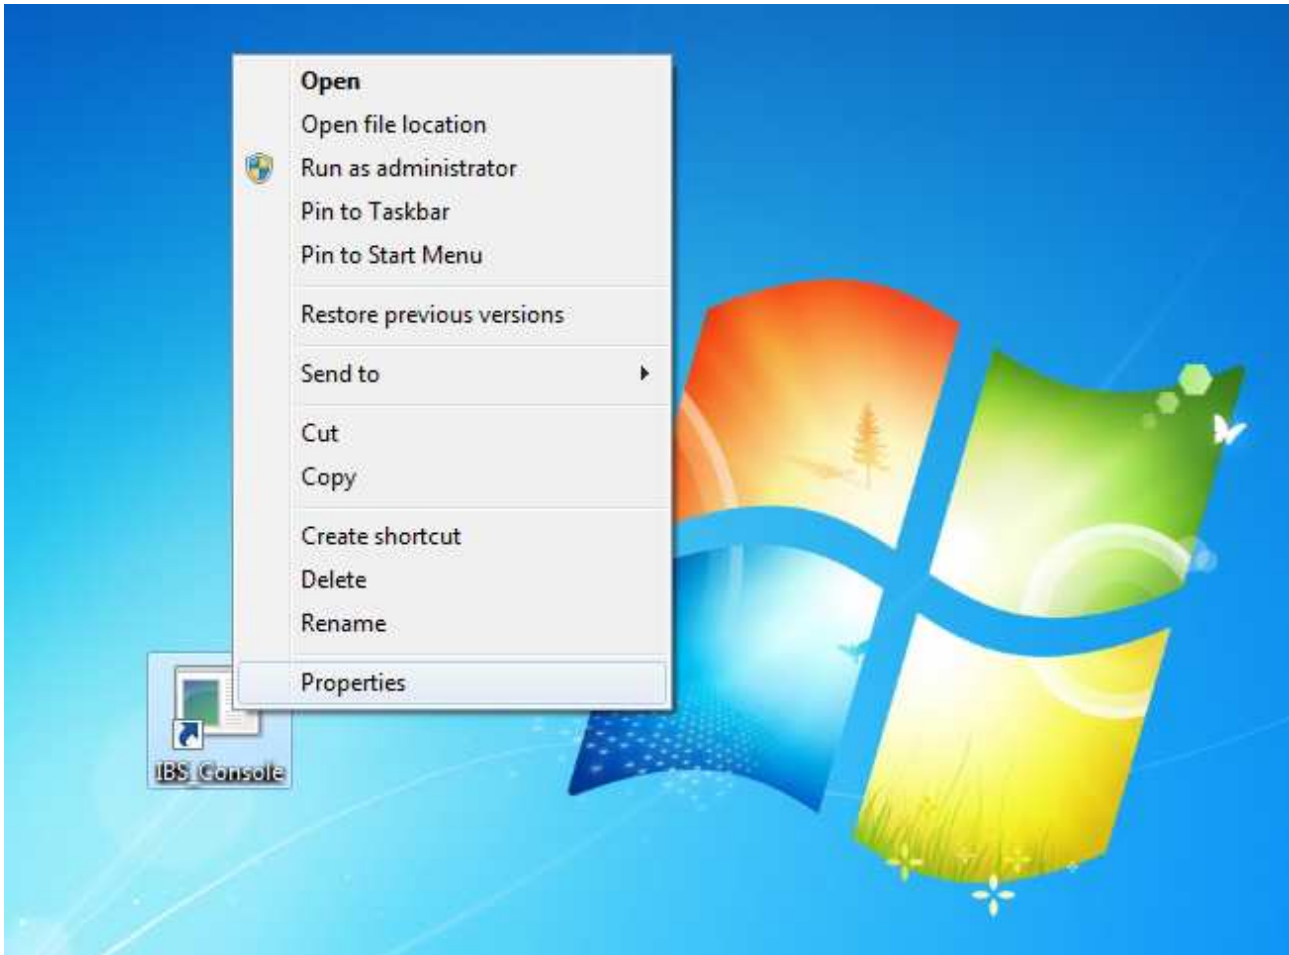 Open
Open file location
Run as administrator
Pin to Taskbar
Pin to Start Menu
Restore previous versions
Send to
Cut
Copy
Create shortcut
Delete
Rename
Properties
IBS_Console